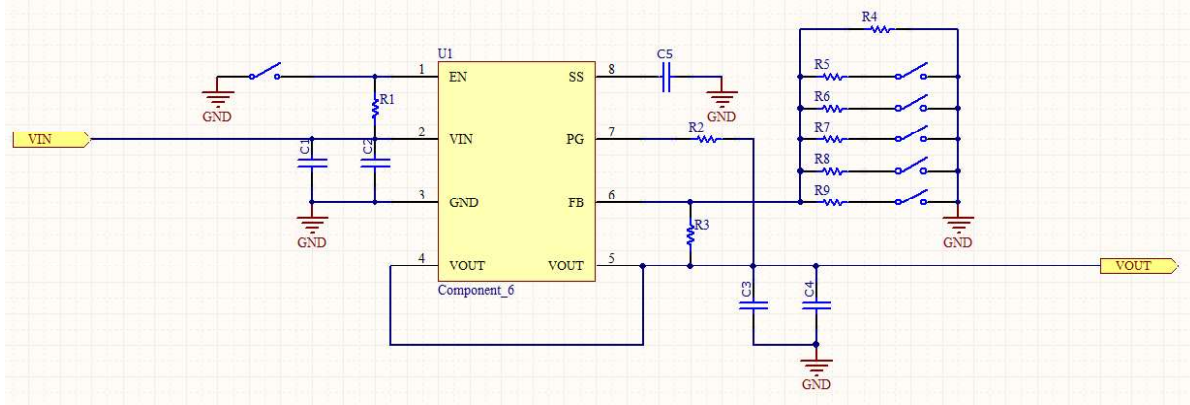 R4
U1
C5
1
EN
SS
8
R5
GND
R1
GND
R6
VIN
2
VIN
PG
7
R2
R7
C1
C2
R8
3
GND
FB
6
R9
GND
R3
GND
4
VOUT
VOUT
5
VOUT
Component_6
C3
C4
GND